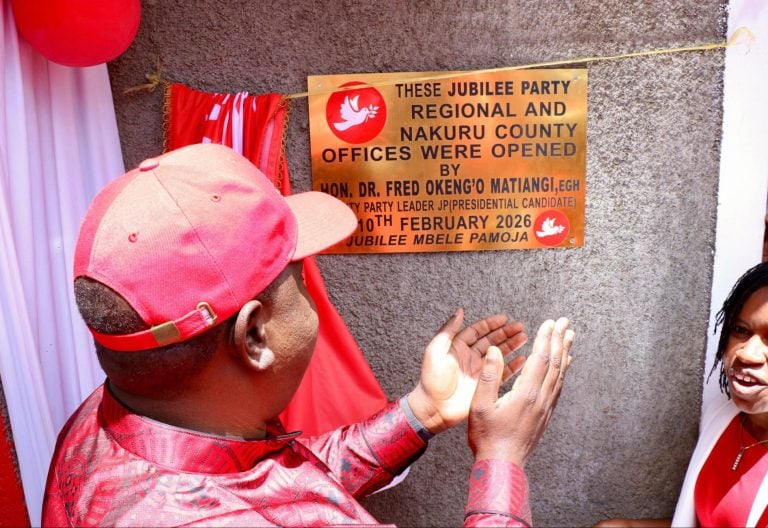 THESE JUBILEE PARTY
REGIONAL AND
NAKURU COUNTY
OFFICES WERE OPENED
BY
HON. DR. FRED OKENG'O MATIANGI,EGH
PARTY LEADER JP(PRESIDENTIAL CANDIDATE)
10TH FEBRUARY 2026
JUBILEE MBELE PAMOJA